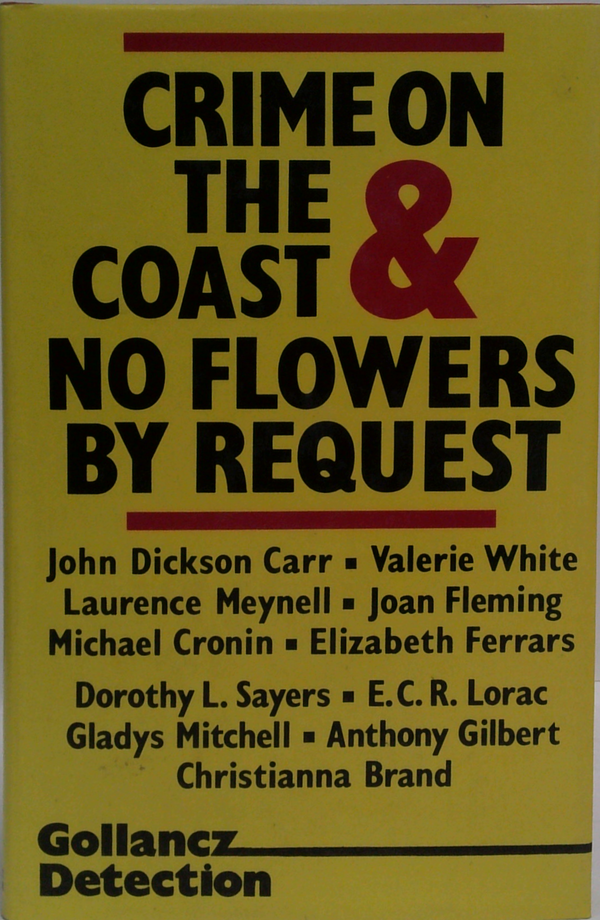 CRIME ON
THE
COAST &
NO FLOWERS
BY REQUEST
John Dickson Carr ▪ Valerie White
Laurence Meynell ▪ Joan Fleming
Michael Cronin ▪ Elizabeth Ferrars
Dorothy L. Sayers ▪ E.C.R. Lorac
Gladys Mitchell ▪ Anthony Gilbert
Christianna Brand
Gollancz
Detection